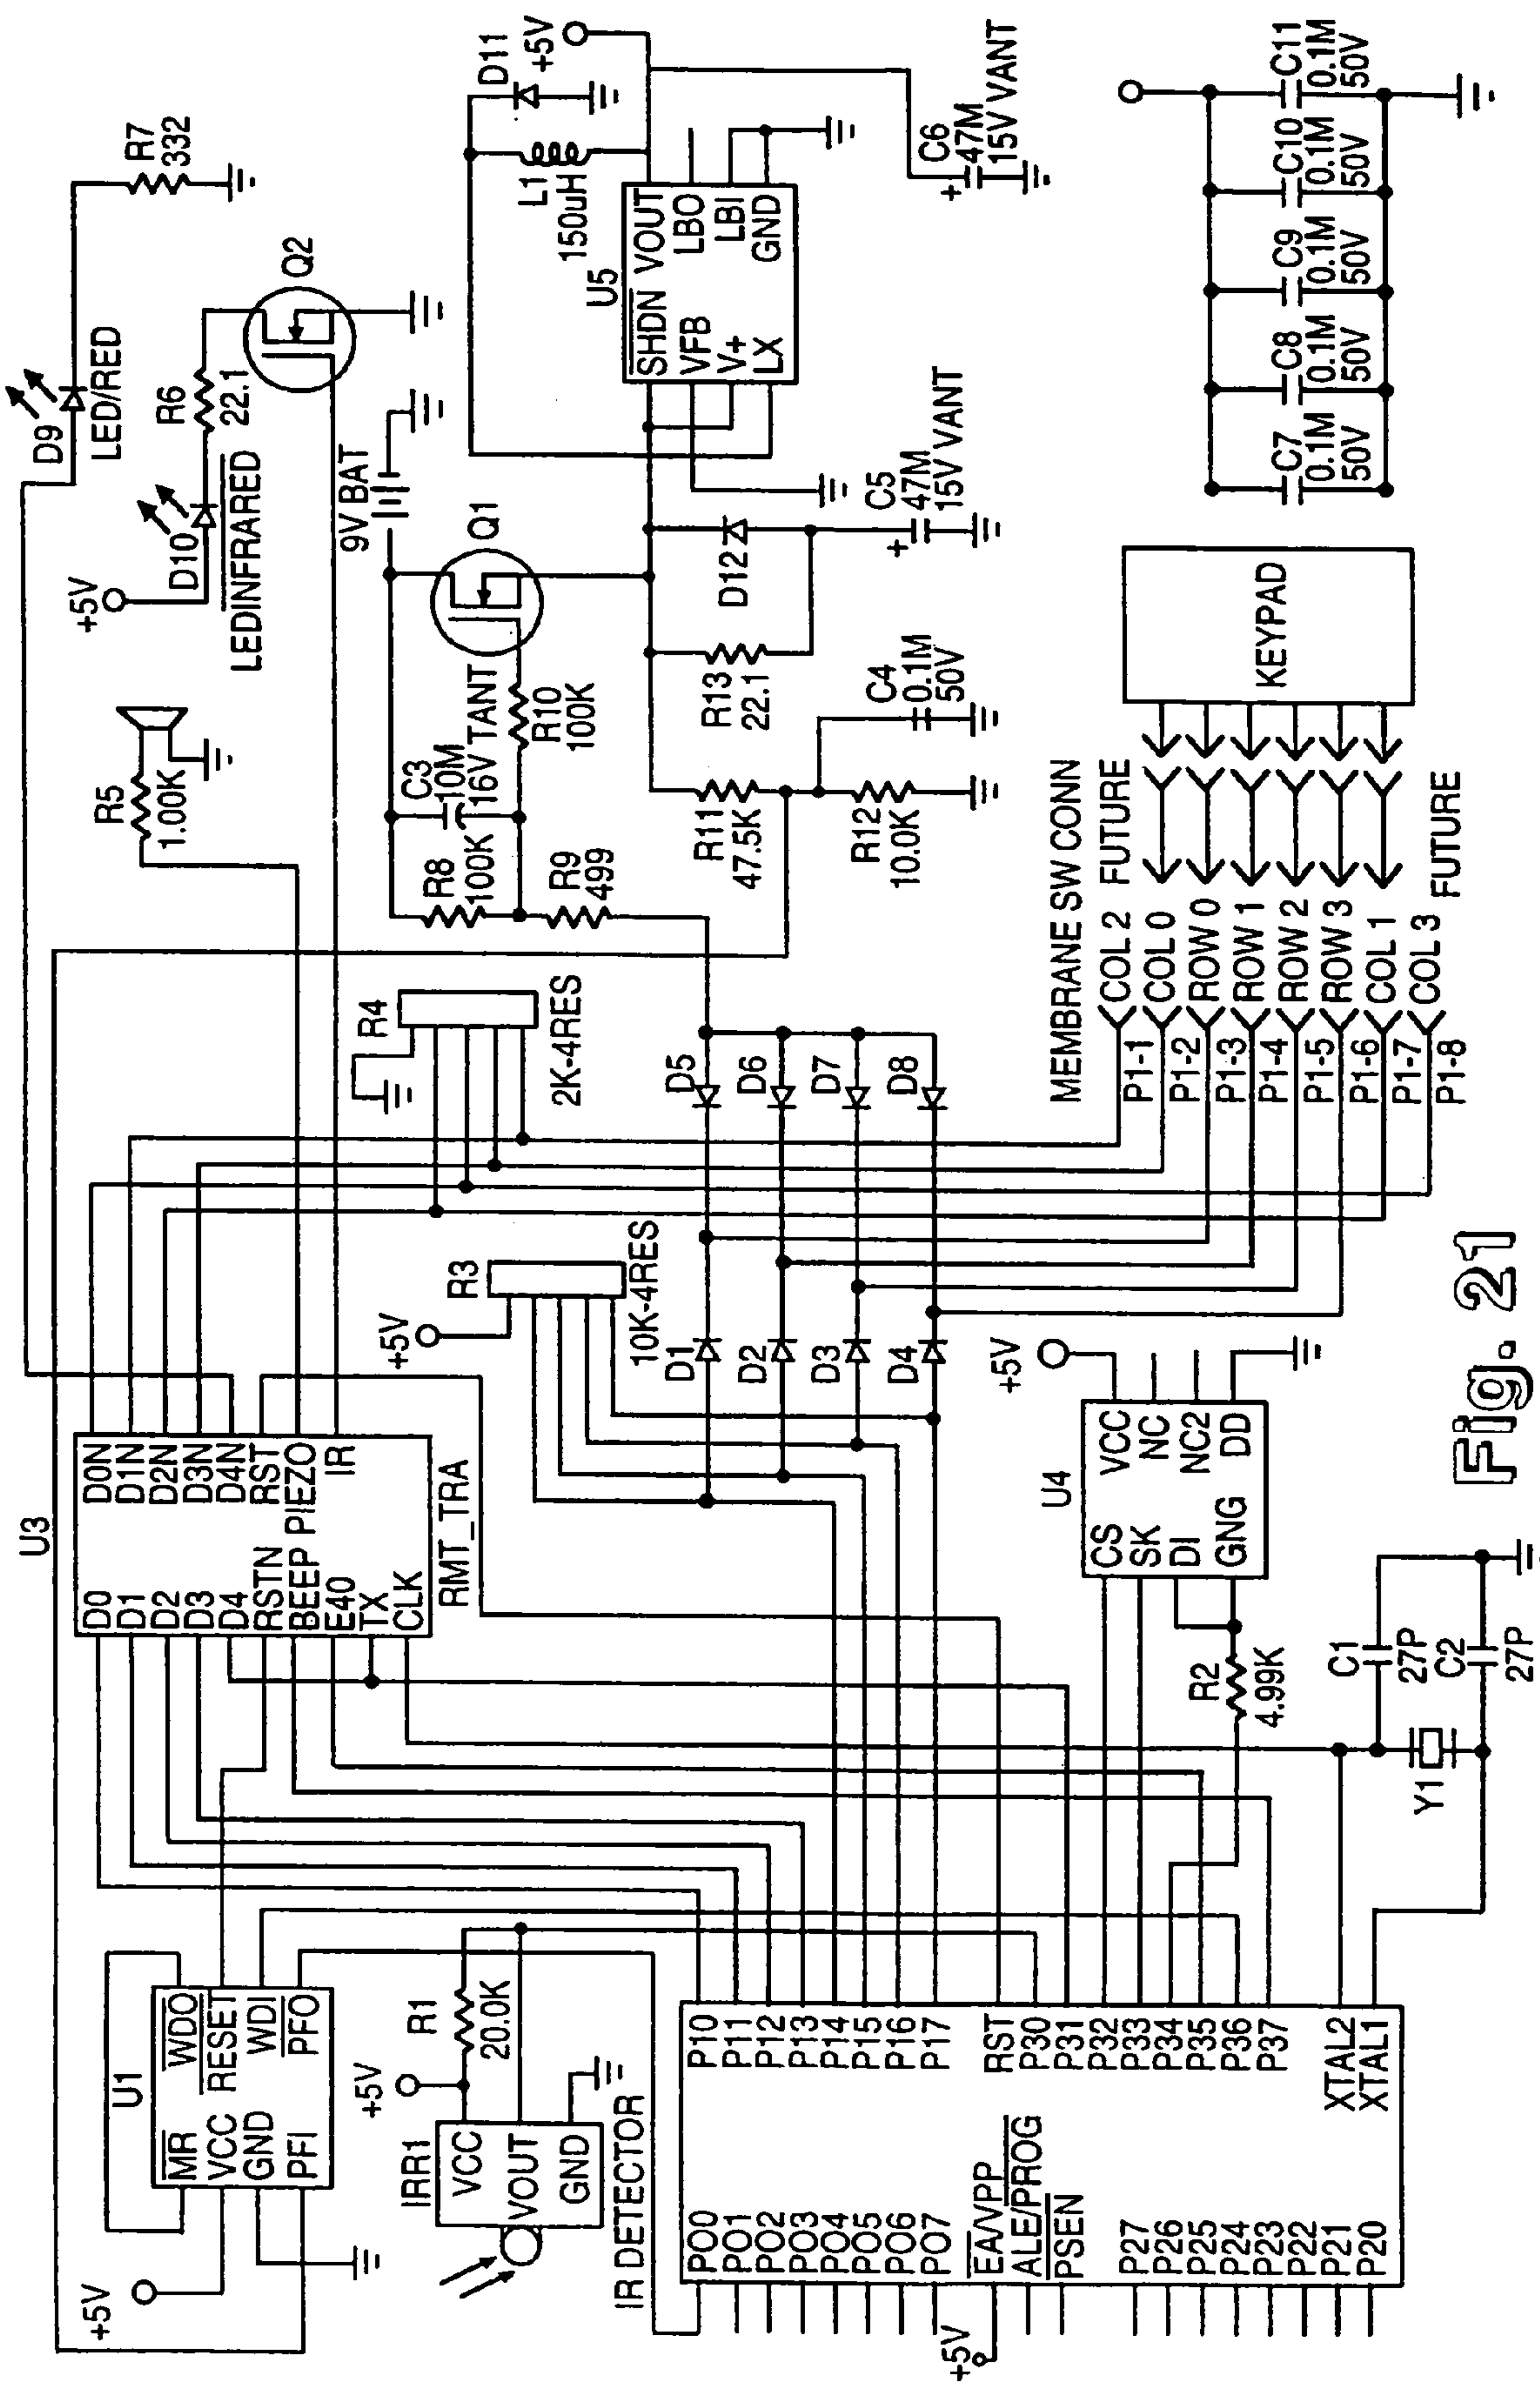 U3
D0
D1
D2
D3
D4
RSTN
BEEP
E40
TX
CLK
D0N
D1N
D2N
D3N
D4N
RST
PIEZO
IR
RMT_TRA
U1
MR
VCC
GND
PFI
WDO
RESET
WDI
PFO
+5V
+5V
R1
20.0K
IRR1
VCC
VOUT
GND
IR DETECTOR
PO0
PO1
PO2
PO3
PO4
PO5
PO6
PO7
EA/VPP
ALE/PROG
PSEN
P27
P26
P25
P24
P23
P22
P21
P20
+5V
P10
P11
P12
P13
P14
P15
P16
P17
RST
P30
P31
P32
P33
P34
P35
P36
P37
XTAL2
XTAL1
R5
1.00K
+5V
D10
LEDINFRARED
R6
22.1
Q2
D9
LED/RED
R7
332
R4
2K-4RES
R3
+5V
10K-4RES
9V BAT
Q1
C3
10M
16V TANT
R8
100K
R9
499
R10
100K
R11
47.5K
R12
10.0K
R13
22.1
C4
0.1M
50V
D12
C5
47M
15V VANT
U5
SHDN
VFB
V+
LX
VOUT
LBO
LBI
GND
L1
150uH
D11
+5V
C6
47M
15V VANT
+
+
D1
D2
D3
D4
D5
D6
D7
D8
+5V
U4
CS
SK
DI
GNG
VCC
NC
NC2
DD
R2
4.99K
C1
27P
C2
27P
Y1
MEMBRANE SW CONN
P1-1
P1-2
P1-3
P1-4
P1-5
P1-6
P1-7
P1-8
COL 2
FUTURE
COL 0
ROW 0
ROW 1
ROW 2
ROW 3
COL 1
COL 3
FUTURE
KEYPAD
C7
0.1M
50V
C8
0.1M
50V
C9
0.1M
50V
C10
0.1M
50V
C11
0.1M
50V
Fig. 21